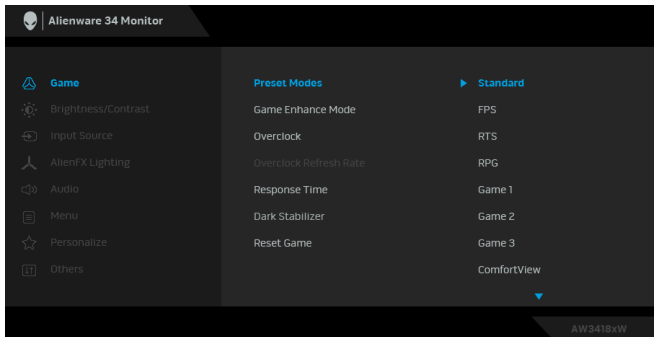 Alienware 34 Monitor
Game
Brightness/Contrast
Input Source
AlienFX Lighting
Audio
Menu
Personalize
Others
Preset Modes
Game Enhance Mode
Overclock
Overclock Refresh Rate
Response Time
Dark Stabilizer
Reset Game
Standard
FPS
RTS
RPG
Game 1
Game 2
Game 3
ComfortView
AW3418xW